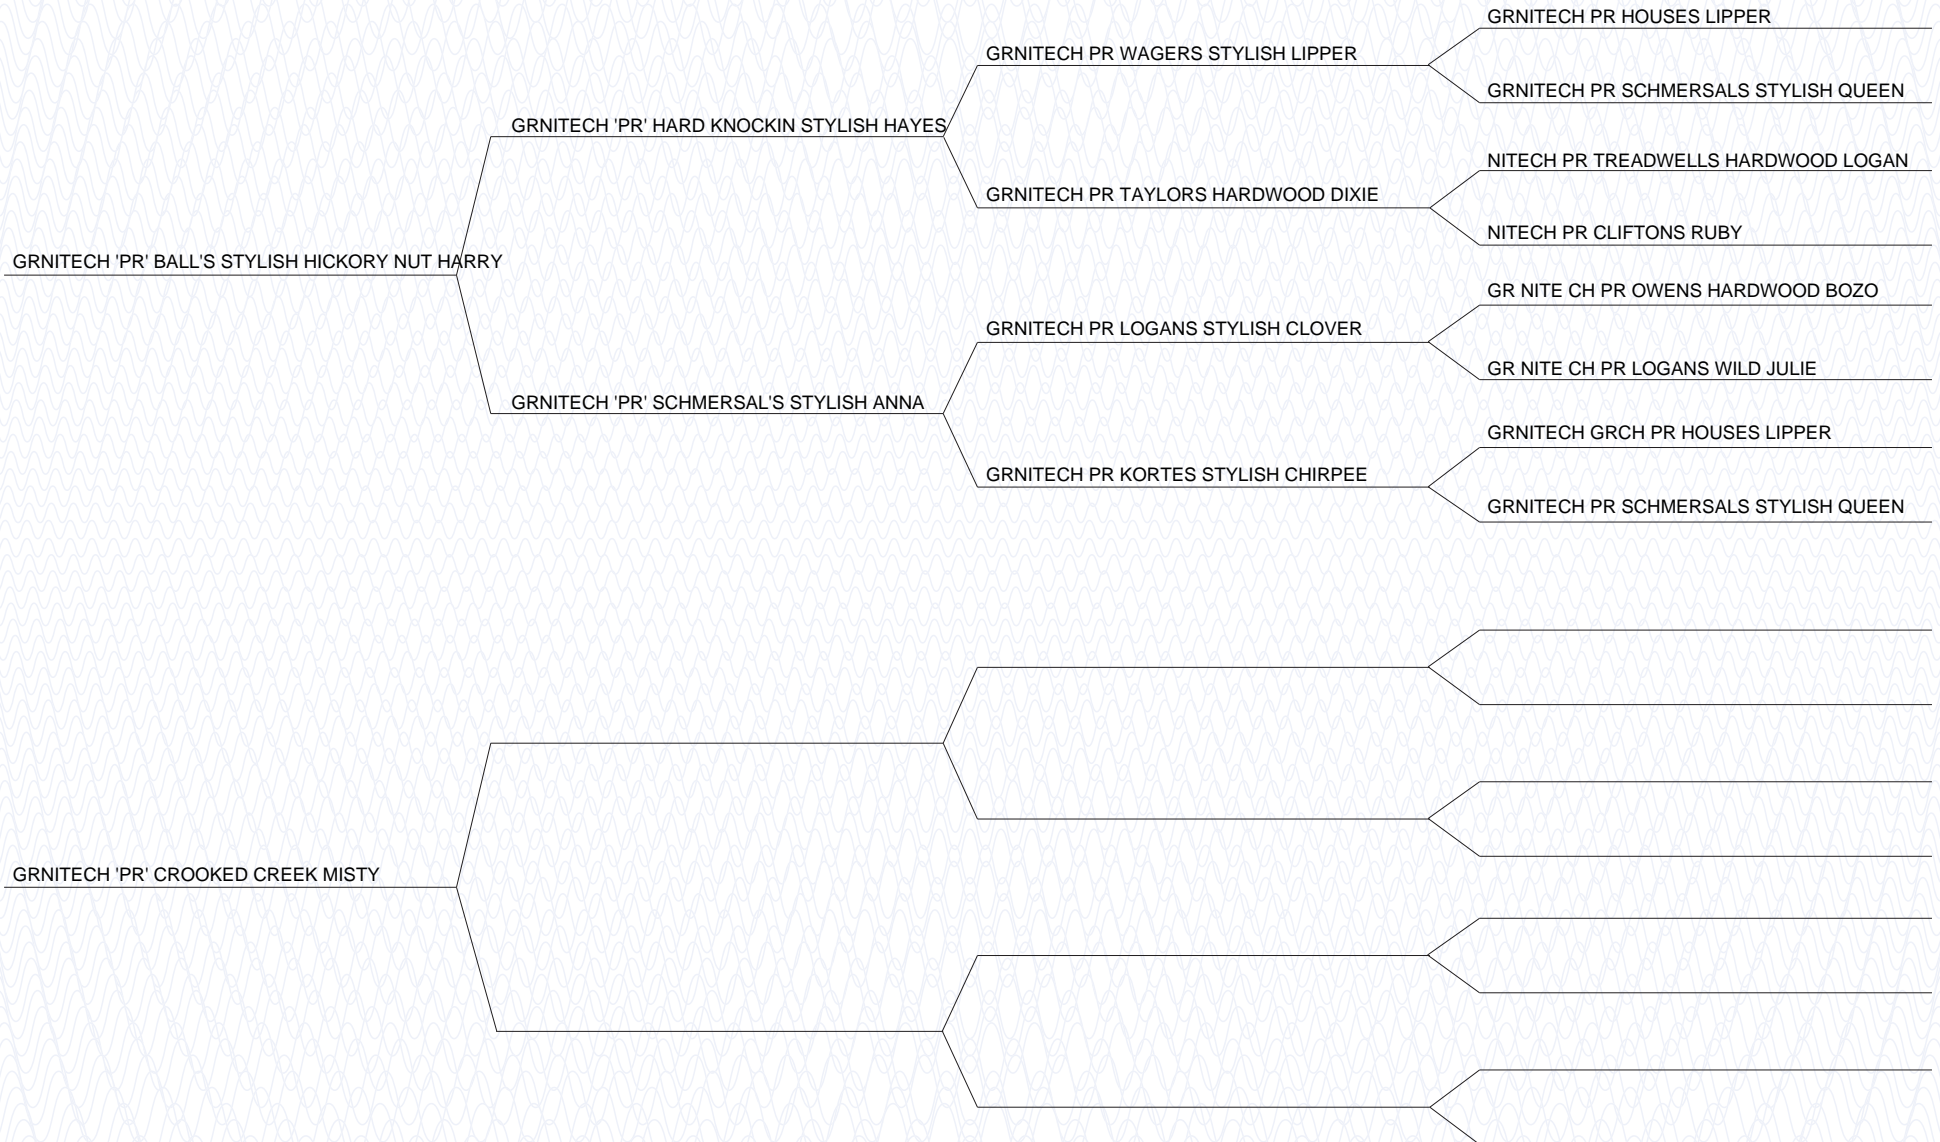 GRNITECH PR HOUSES LIPPER
GRNITECH PR WAGERS STYLISH LIPPER
GRNITECH PR SCHMERSALS STYLISH QUEEN
GRNITECH 'PR' HARD KNOCKIN STYLISH HAYES
NITECH PR TREADWELLS HARDWOOD LOGAN
GRNITECH PR TAYLORS HARDWOOD DIXIE
NITECH PR CLIFTONS RUBY
GRNITECH 'PR' BALL'S STYLISH HICKORY NUT HARRY
GR NITE CH PR OWENS HARDWOOD BOZO
GRNITECH PR LOGANS STYLISH CLOVER
GR NITE CH PR LOGANS WILD JULIE
GRNITECH 'PR' SCHMERSAL'S STYLISH ANNA
GRNITECH GRCH PR HOUSES LIPPER
GRNITECH PR KORTES STYLISH CHIRPEE
GRNITECH PR SCHMERSALS STYLISH QUEEN
GRNITECH 'PR' CROOKED CREEK MISTY